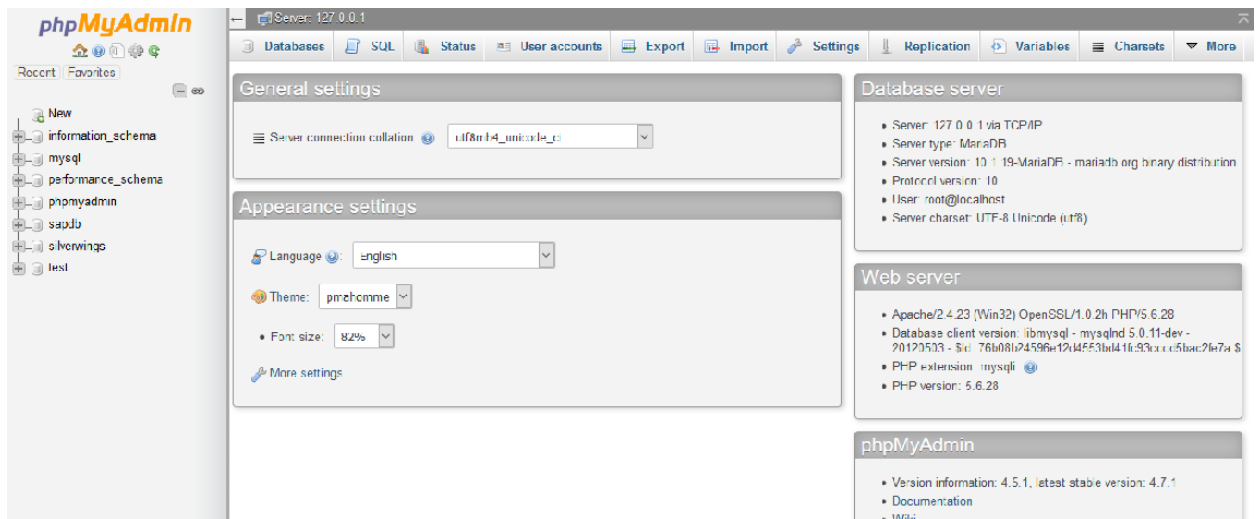 phpMyAdmin
Recent Favorites
New
information_schema
mysql
performance_schema
phpmyadmin
sapdb
silverwings
test
Server: 127.0.0.1
Databases SQL Status User accounts Export Import Settings Replication Variables Charsets More
General settings
Server connection collation utf8mb4_unicode_ci
Appearance settings
Language : English
Theme: pmahomme
Font size: 82%
More settings
Database server
Server: 127.0.0.1 via TCP/IP
Server type: MariaDB
Server version: 10.1.19-MariaDB - mariadb.org binary distribution
Protocol version: 10
User: root@localhost
Server charset: UTF-8 Unicode (utf8)
Web server
Apache/2.4.23 (Win32) OpenSSL/1.0.2h PHP/5.6.28
Database client version: libmysql - mysqlnd 5.0.11-dev -
20120503 - $Id: $
PHP extension: mysqli
PHP version: 5.6.28
phpMyAdmin
Version information: 4.5.1, latest stable version: 4.7.1
Documentation
Wiki